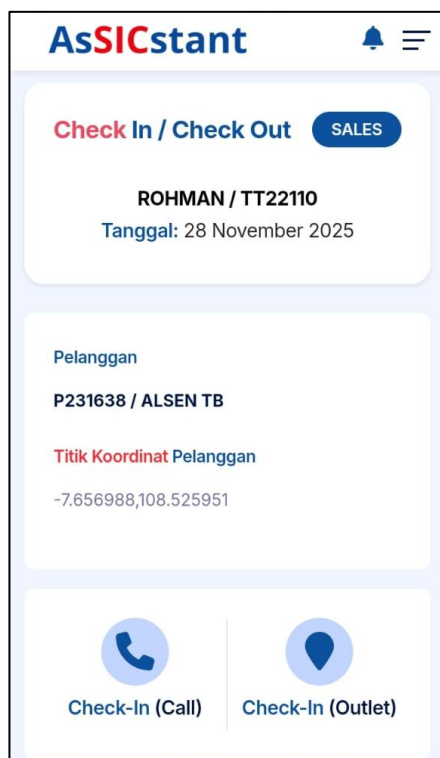 AsSICstant
Check In / Check Out
SALES
ROHMAN / TT22110
Tanggal: 28 November 2025
Pelanggan
P231638 / ALSEN TB
Titik Koordinat Pelanggan
-7.656988,108.525951
Check-In (Call)
Check-In (Outlet)